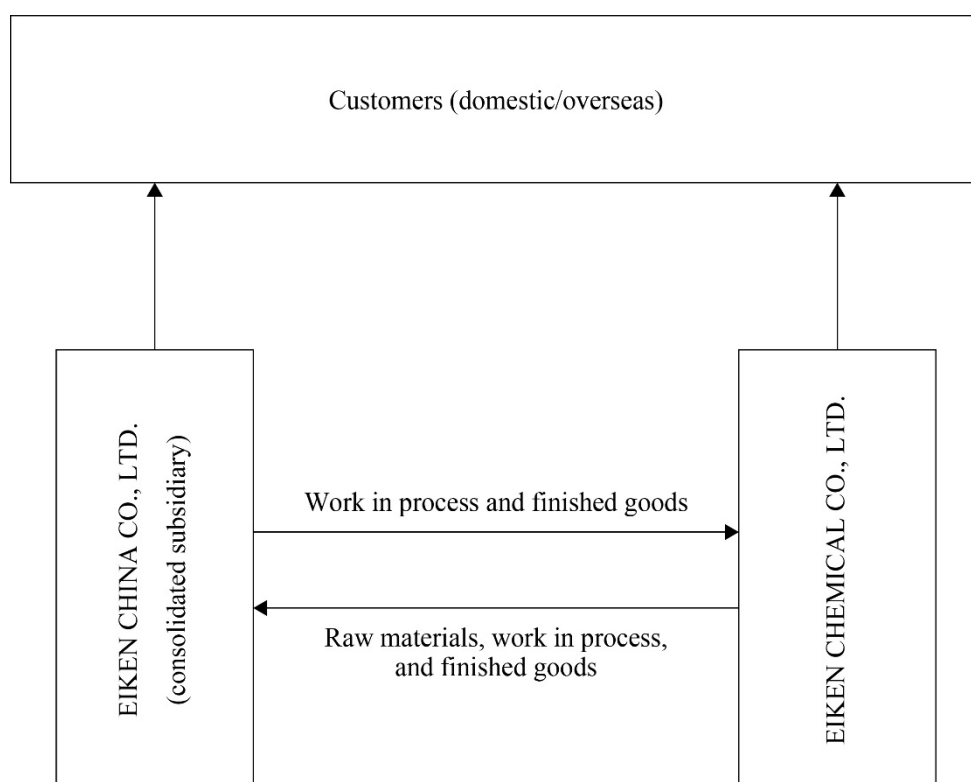 Customers (domestic/overseas)
EIKEN CHINA CO., LTD.
(consolidated subsidiary)
Work in process and finished goods
Raw materials, work in process,
and finished goods
EIKEN CHEMICAL CO., LTD.